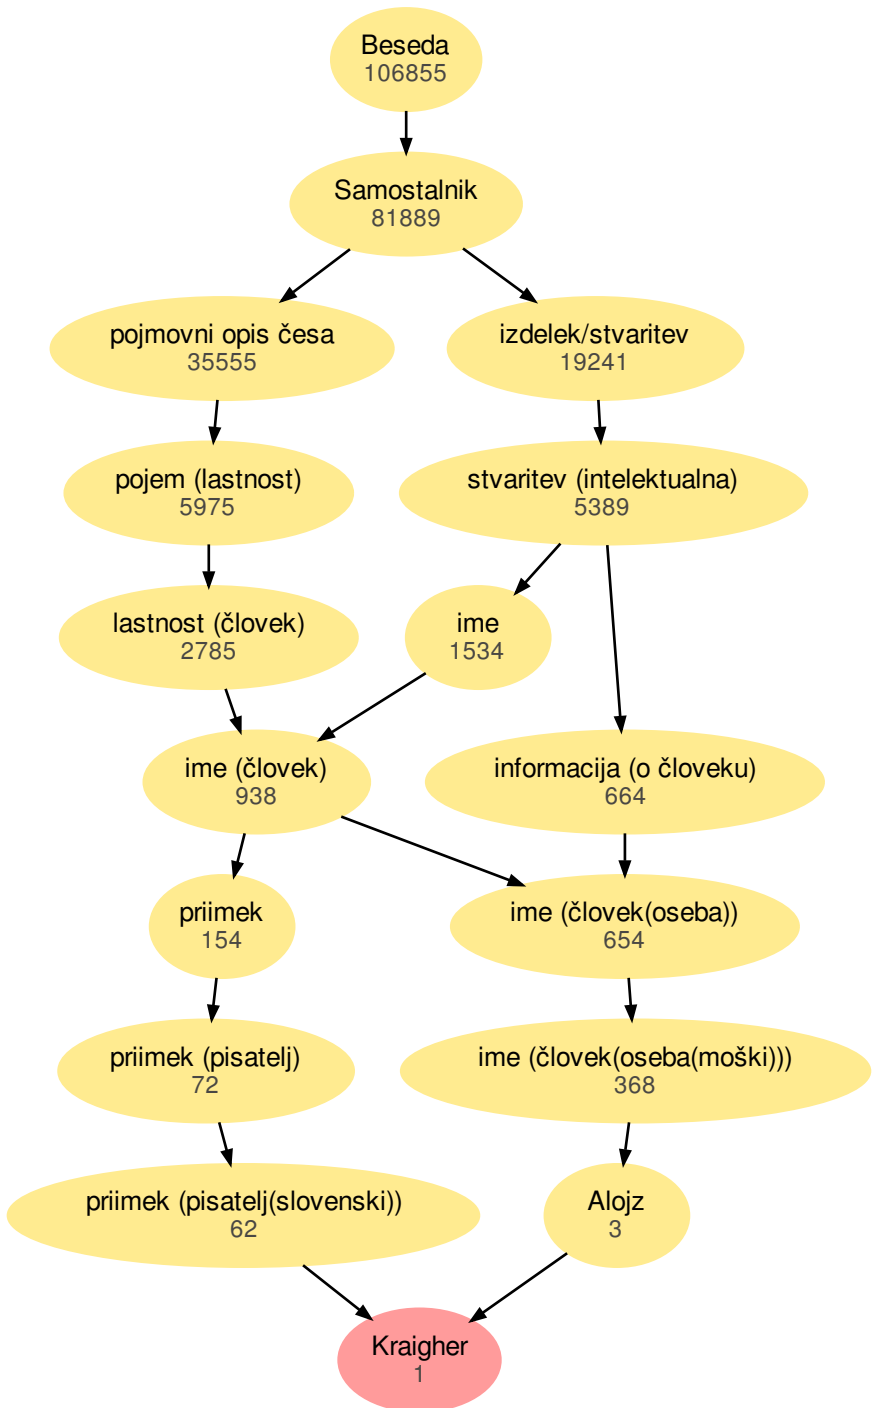 Beseda
106855
Samostalnik
81889
pojmovni opis česa
35555
izdelek/stvaritev
19241
pojem (lastnost)
5975
stvaritev (intelektualna)
5389
lastnost (človek)
2785
ime
1534
ime (človek)
938
informacija (o človeku)
664
priimek
154
ime (človek(oseba))
654
priimek (pisatelj)
72
ime (človek(oseba(moški)))
368
priimek (pisatelj(slovenski))
62
Alojz
3
Kraigher
1